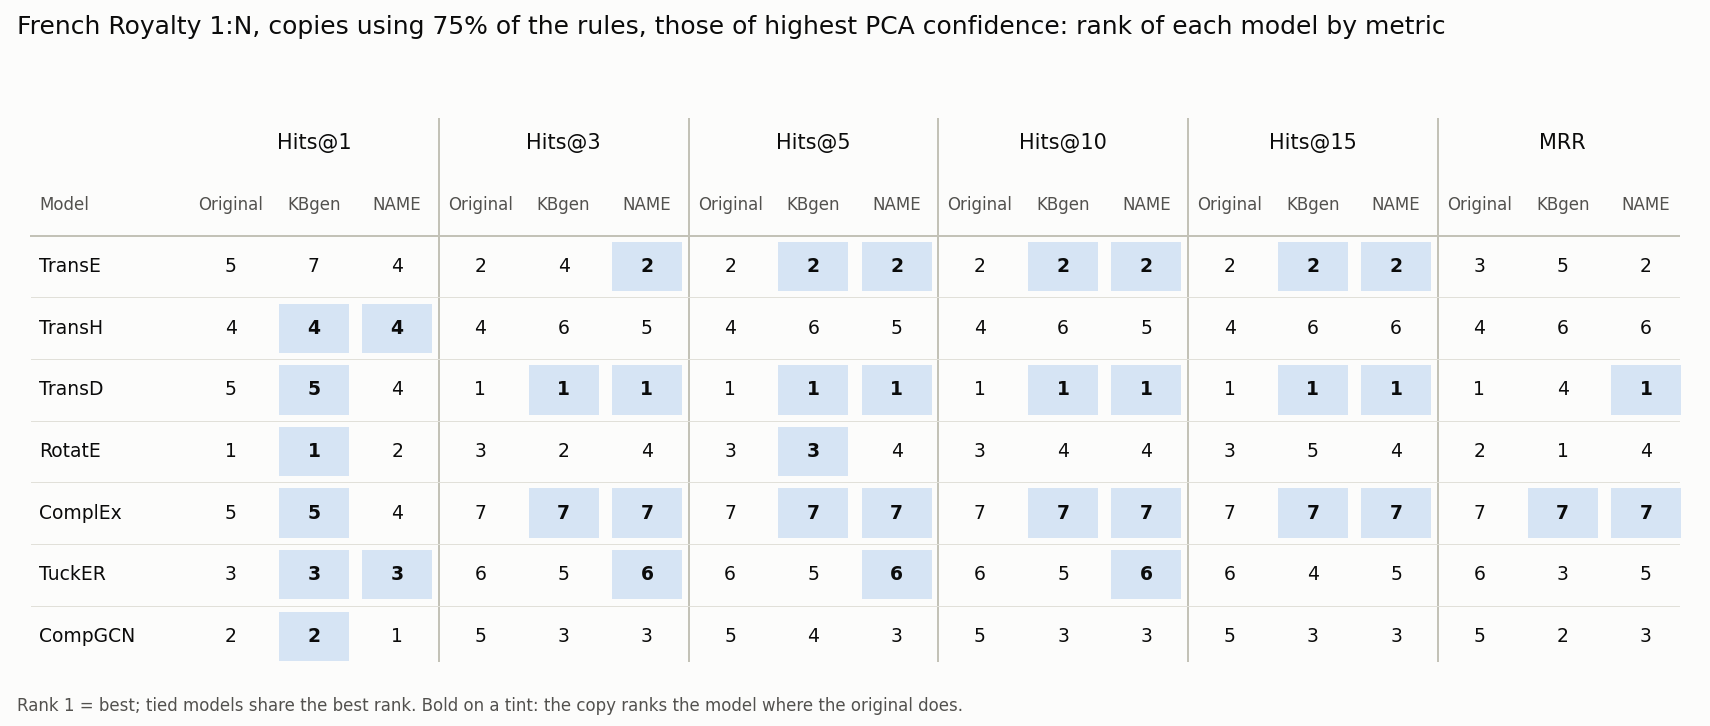 French Royalty 1:N, copies using 75% of the rules, those of highest PCA confidence: rank of each model by metric
Hits@1 Hits@3 Hits@5 Hits@10 Hits@15 MRR
Model Original KBgen NAME Original KBgen NAME Original KBgen NAME Original KBgen NAME Original KBgen NAME Original KBgen NAME
TransE 5 7 4 2 4 2 2 2 2 2 2 2 2 2 2 3 5 2
TransH 4 4 4 4 6 5 4 6 5 4 6 5 4 6 6 4 6 6
TransD 5 5 4 1 1 1 1 1 1 1 1 1 1 1 1 1 4 1
RotatE 1 1 2 3 2 4 3 3 4 3 4 4 3 5 4 2 1 4
ComplEx 5 5 4 7 7 7 7 7 7 7 7 7 7 7 7 7 7 7
TuckER 3 3 3 6 5 6 6 5 6 6 5 6 6 4 5 6 3 5
CompGCN 2 2 1 5 3 3 5 4 3 5 3 3 5 3 3 5 2 3
Rank 1 = best; tied models share the best rank. Bold on a tint: the copy ranks the model where the original does.